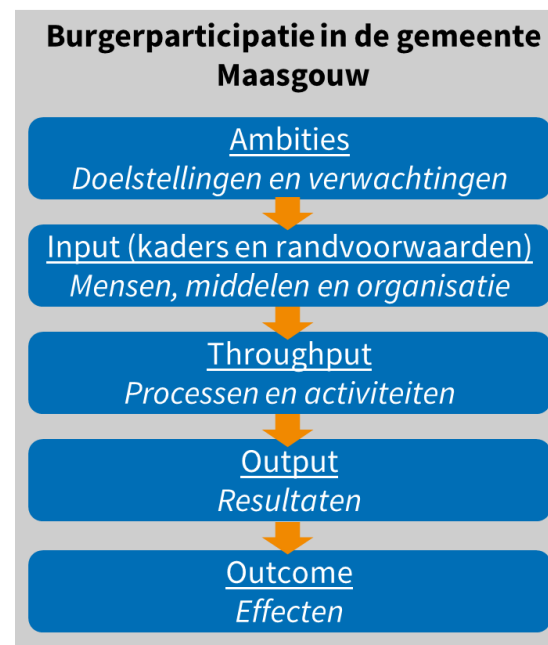 Burgerparticipatie in de gemeente
Maasgouw
Ambities
Doelstellingen en verwachtingen
Input (kaders en randvoorwaarden)
Mensen, middelen en organisatie
Throughput
Processen en activiteiten
Output
Resultaten
Outcome
Effecten